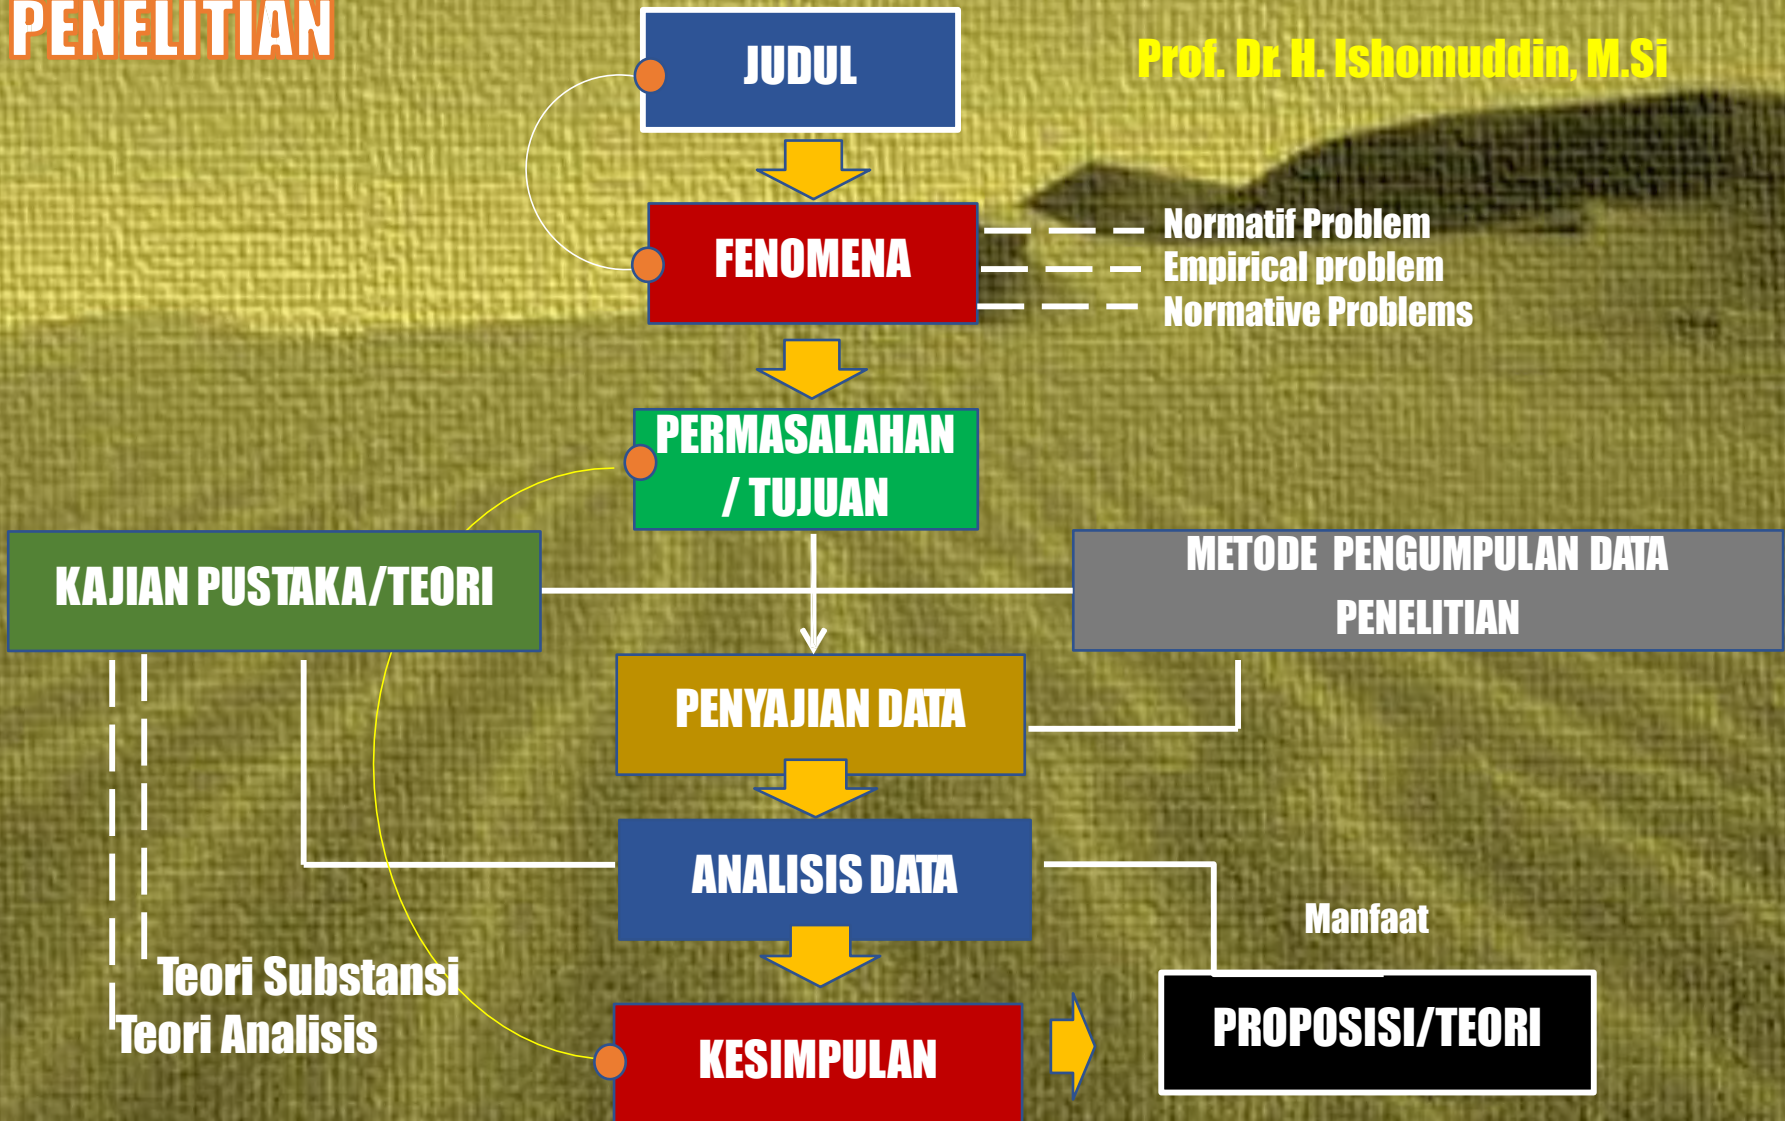 PENELITIAN
JUDUL
Prof. Dr. H. Ishomuddin, M.Si
FENOMENA
Normatif Problem
Empirical problem
Normative Problems
PERMASALAHAN
/ TUJUAN
KAJIAN PUSTAKA/TEORI
METODE PENGUMPULAN DATA
PENELITIAN
PENYAJIAN DATA
ANALISIS DATA
Manfaat
Teori Substansi
Teori Analisis
KESIMPULAN
PROPOSISI/TEORI